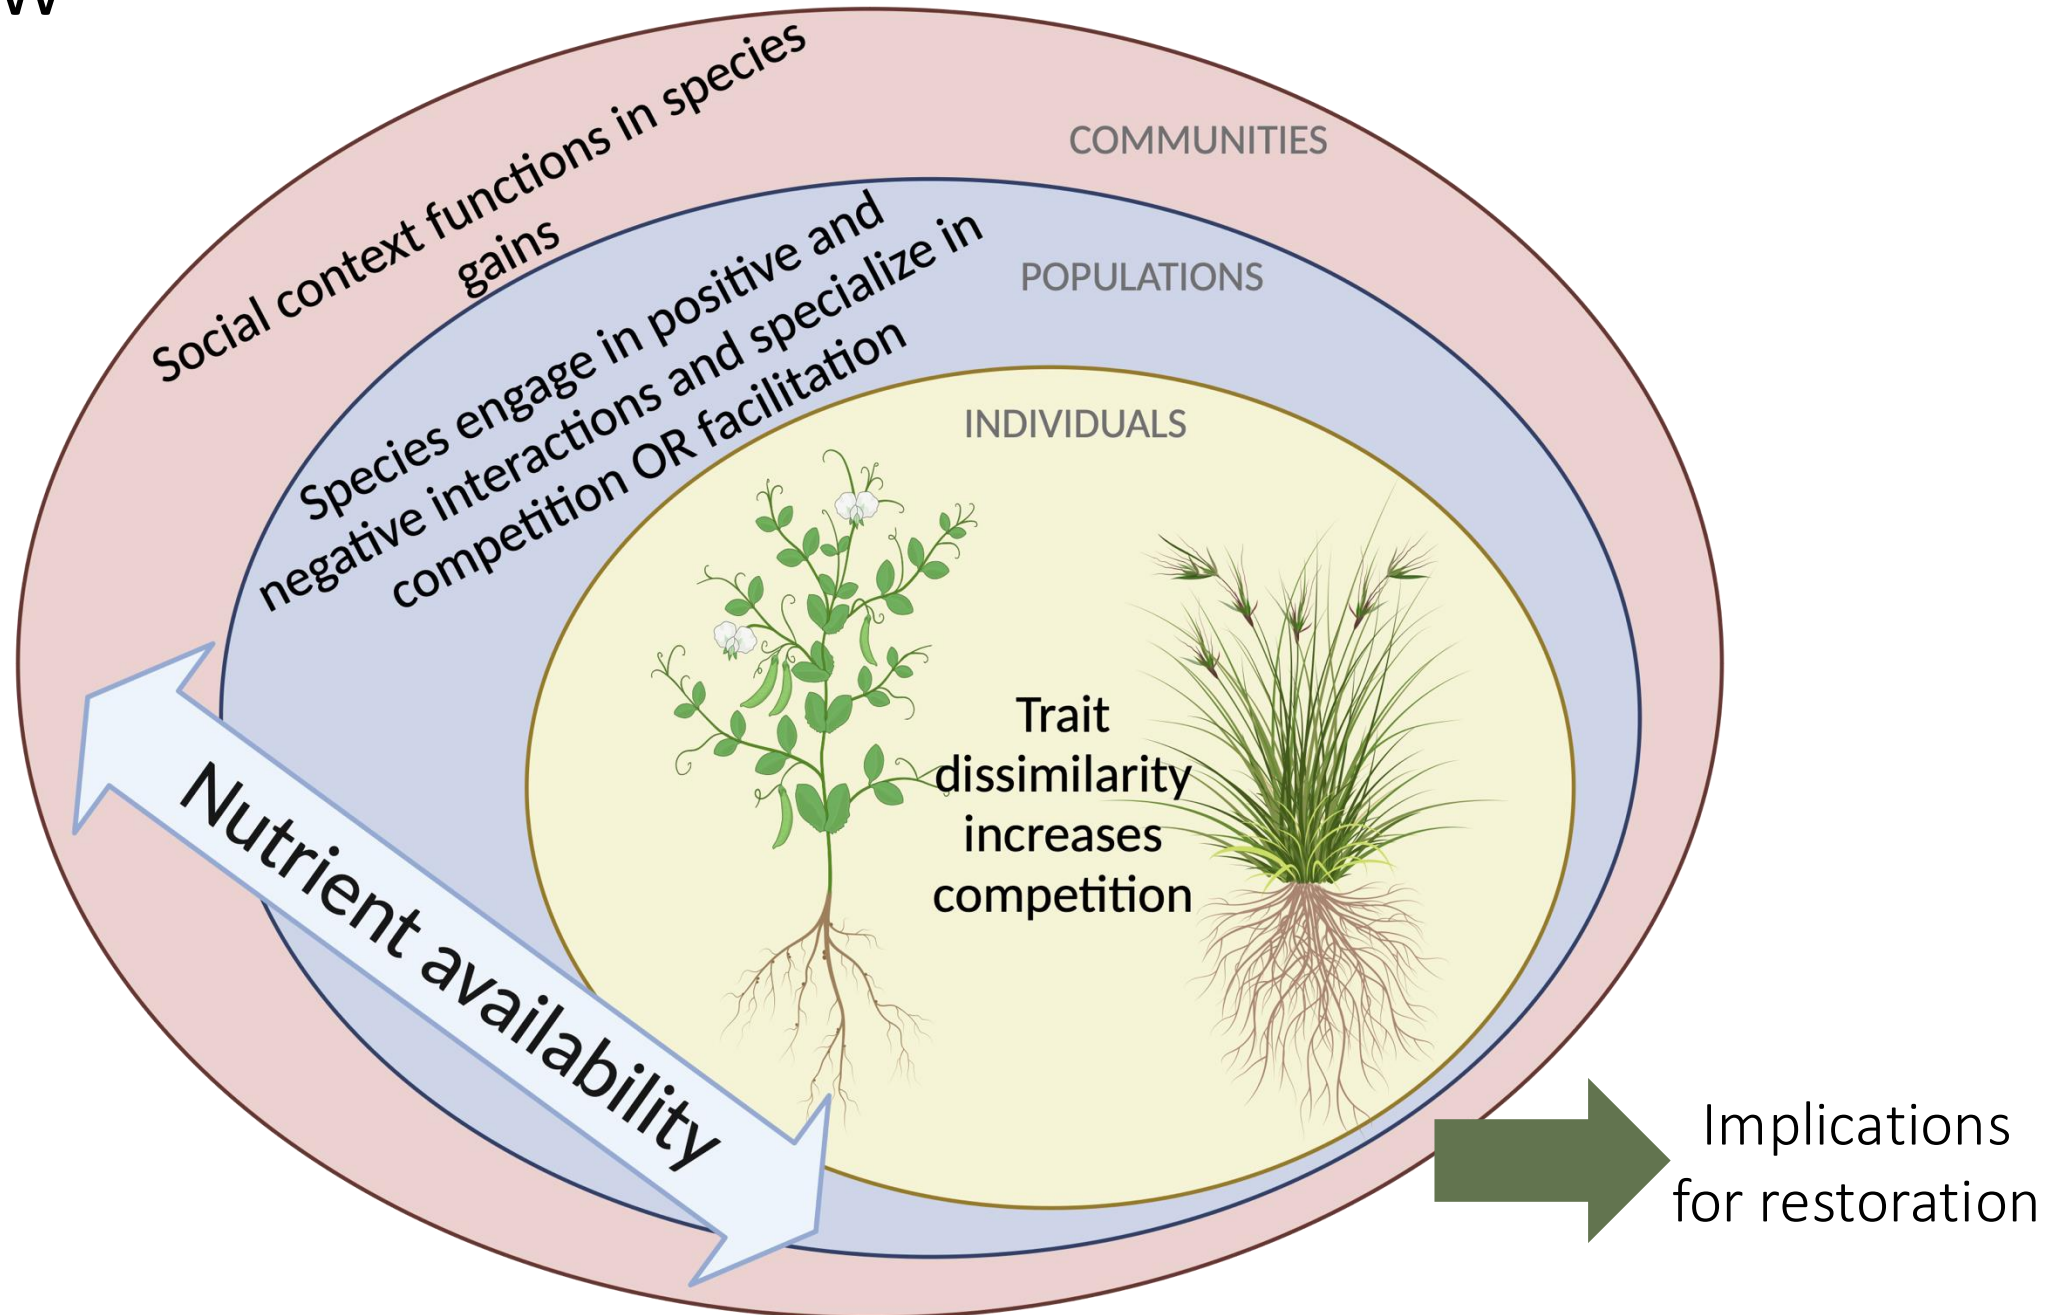 w
Social context functions in species
gains
COMMUNITIES
Species engage in positive and
negative interactions and specialize in
competition OR facilitation
POPULATIONS
INDIVIDUALS
Trait
dissimilarity
increases
competition
Nutrient availability
Implications
for restoration